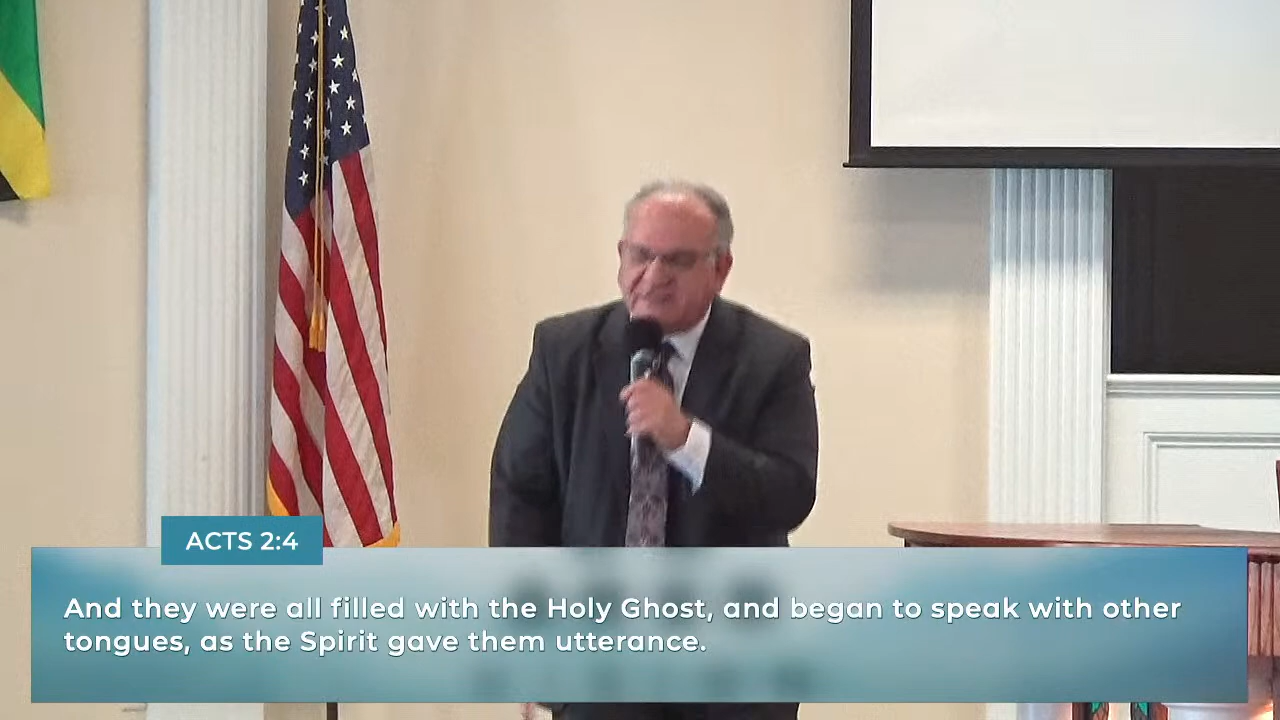 ACTS 2:4
And they were all filled with the Holy Ghost, and began to speak with other
tongues, as the Spirit gave them utterance.